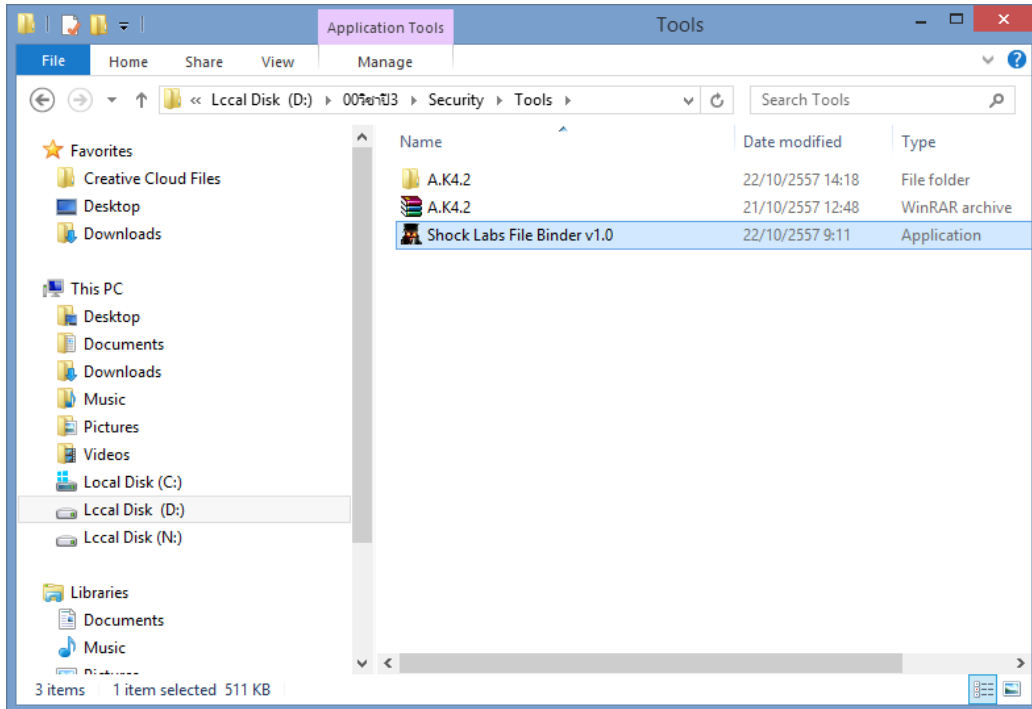 Application Tools
Tools
File
Home
Share
View
Manage
« Lccal Disk (D:) 00วิชาปี3 Security Tools
Search Tools
Favorites
Creative Cloud Files
Desktop
Downloads
This PC
Desktop
Documents
Downloads
Music
Pictures
Videos
Local Disk (C:)
Lccal Disk (D:)
Lccal Disk (N:)
Libraries
Documents
Music
Name Date modified Type
A.K4.2 22/10/2557 14:18 File folder
A.K4.2 21/10/2557 12:48 WinRAR archive
Shock Labs File Binder v1.0 22/10/2557 9:11 Application
3 items 1 item selected 511 KB